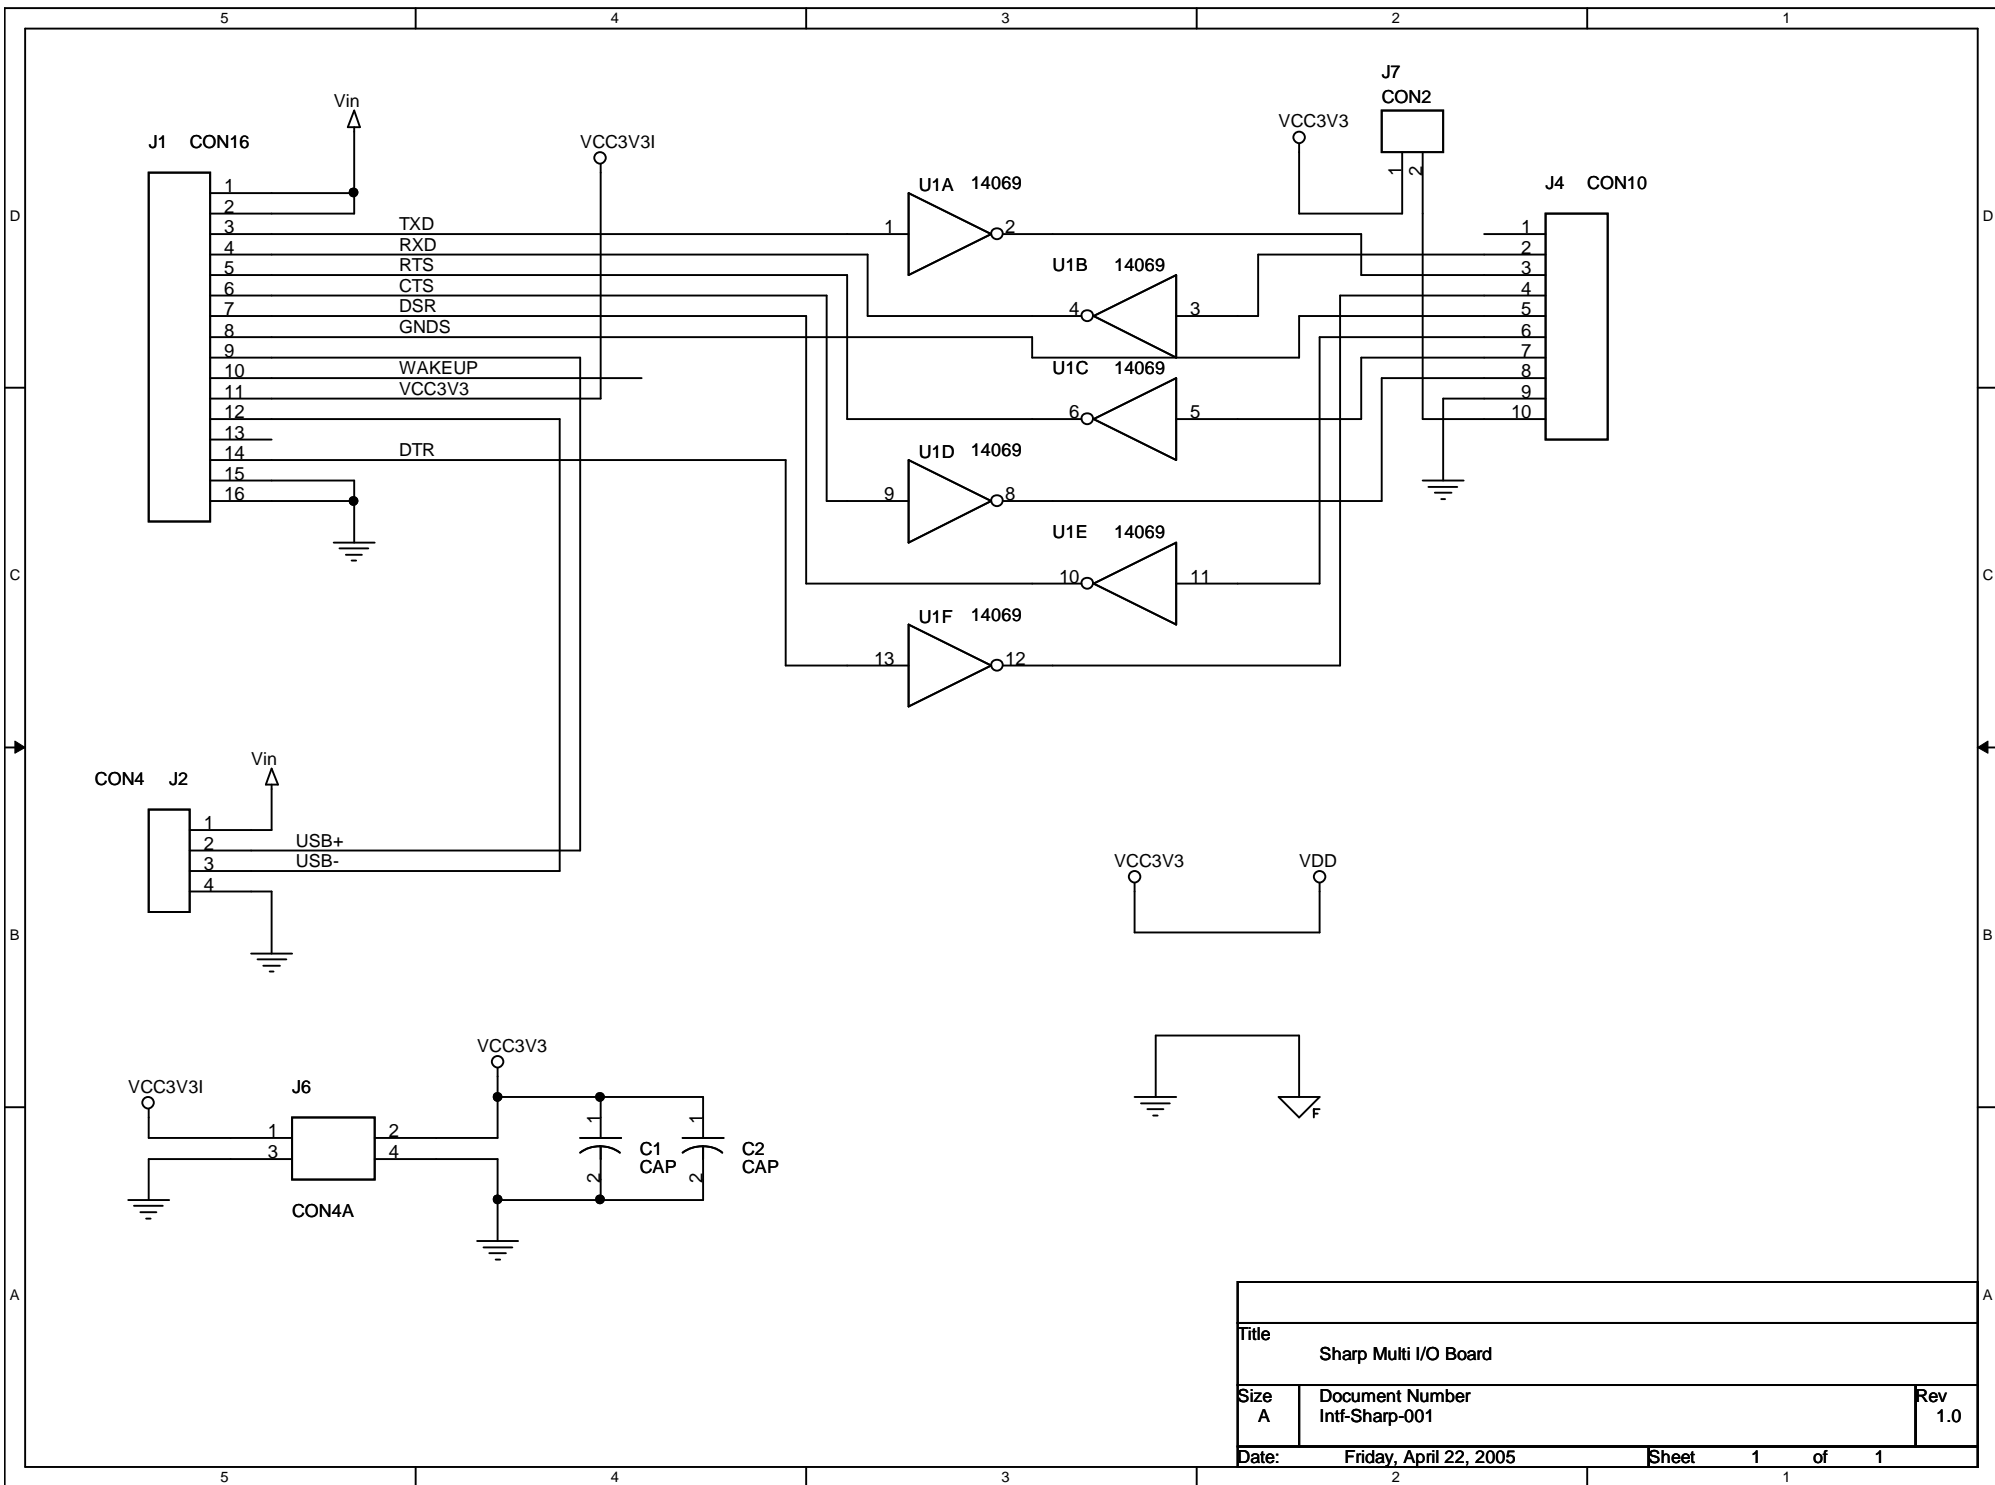 5 4 3 2 1
D
C
B
A
D
C
B
A
J1 CON16
Vin
1
2
3
4
5
6
7
8
9
10
11
12
13
14
15
16
TXD
RXD
RTS
CTS
DSR
GNDS
WAKEUP
VCC3V3
DTR
VCC3V3I
U1A 14069
1 2
U1B 14069
4 3
U1C 14069
6 5
U1D 14069
9 8
U1E 14069
10 11
U1F 14069
13 12
J7
CON2
VCC3V3
1 2
J4 CON10
1
2
3
4
5
6
7
8
9
10
Vin
CON4 J2
1
2
3
4
USB+
USB-
VCC3V3 VDD
F
VCC3V3
VCC3V3I
J6
1 2
3 4
CON4A
1
2
C1
CAP
1
2
C2
CAP
Title
Sharp Multi I/O Board
Size
A
Document Number
Intf-Sharp-001
Rev
1.0
Date: Friday, April 22, 2005 Sheet 1 of 1
5 4 3 2 1